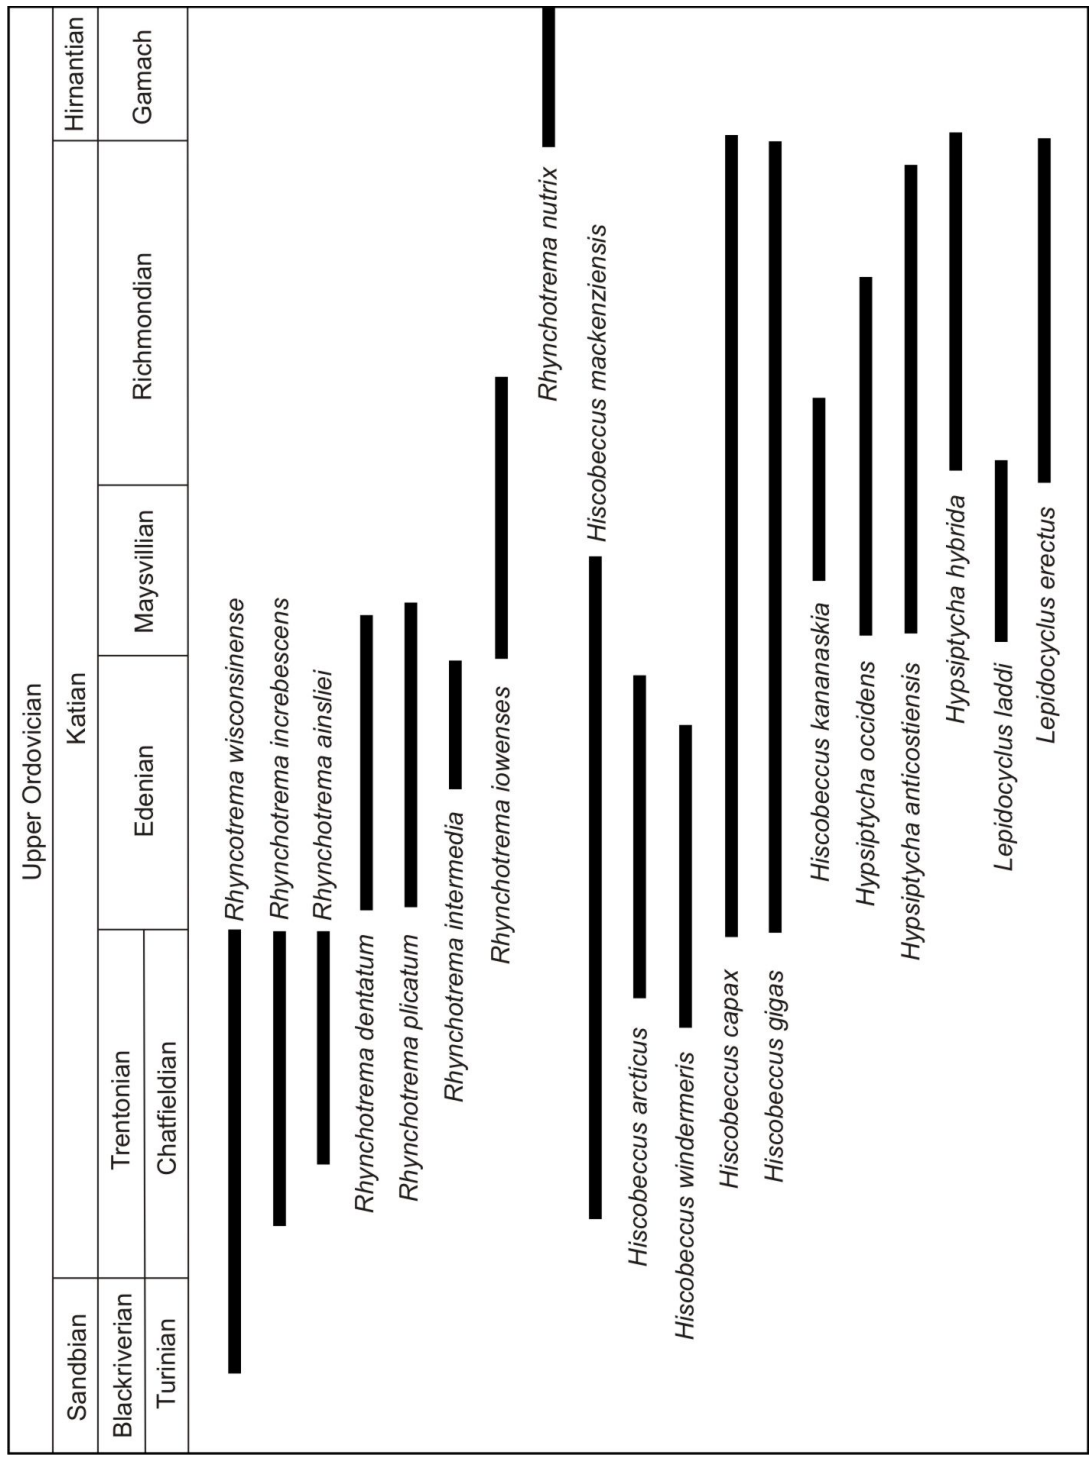 Upper Ordovician
Sandbian
Katian
Hirnantian
Blackriverian
Trentonian
Edenian
Maysvillian
Richmondian
Gamach
Turinian
Chatfieldian
Rhyncotrema wisconsinense
Rhynchotrema increbescens
Rhynchotrema ainsliei
Rhynchotrema dentatum
Rhynchotrema plicatum
Rhynchotrema intermedia
Rhynchotrema iowenses
Rhynchotrema nutrix
Hiscobeccus mackenziensis
Hiscobeccus arcticus
Hiscobeccus windermeris
Hiscobeccus capax
Hiscobeccus gigas
Hiscobeccus kananaskia
Hypsiptycha occidens
Hypsiptycha anticostiensis
Hypsiptycha hybrida
Lepidocyclus laddi
Lepidocyclus erectus